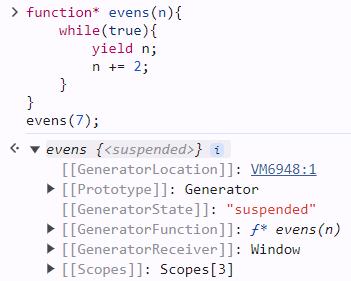 function* evens(n){
while(true){
yield n;
n += 2;
}
}
evens(7);
evens {<suspended>} i
[[GeneratorLocation]]: VM6948:1
[[Prototype]]: Generator
[[GeneratorState]]: "suspended"
[[GeneratorFunction]]: ƒ* evens(n)
[[GeneratorReceiver]]: Window
[[Scopes]]: Scopes[3]